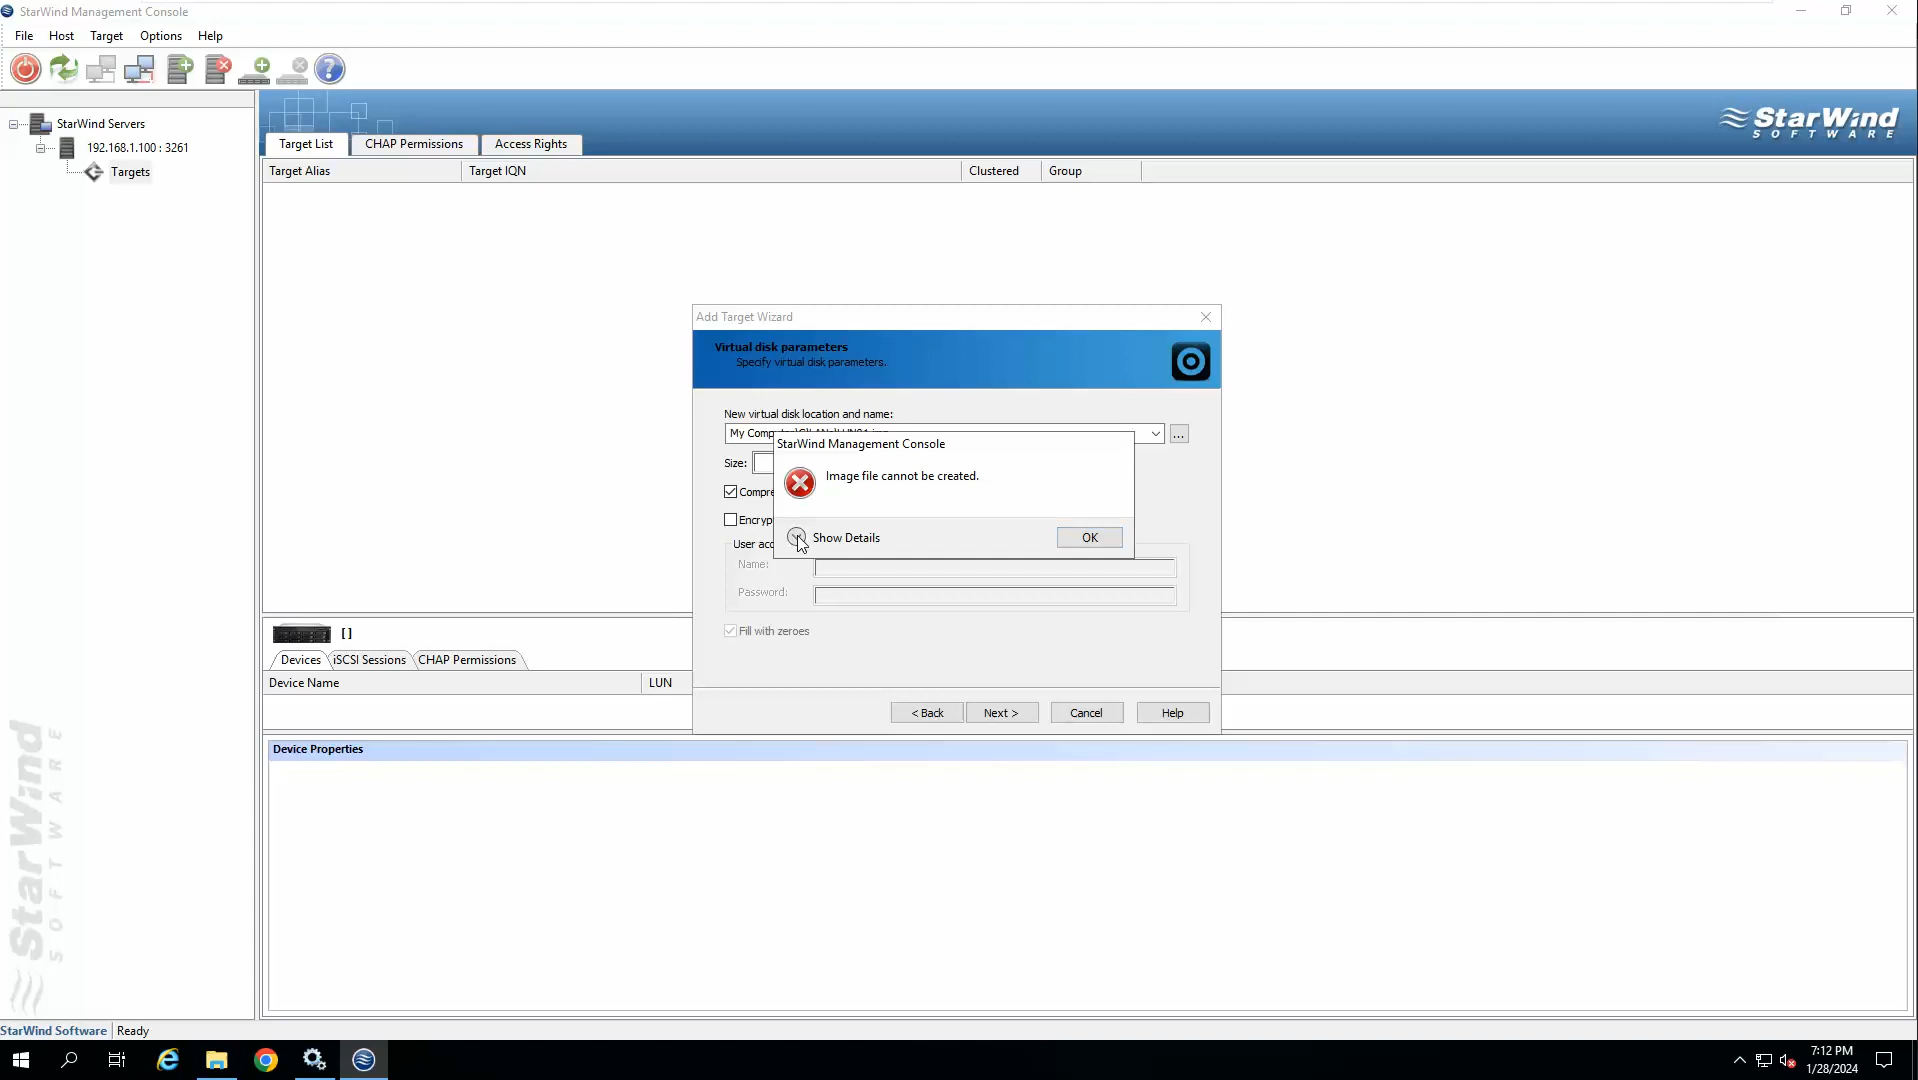 StarWind Management Console
File Host Target Options Help
StarWind Servers
192.168.1.100 : 3261
Targets
StarWind
SOFTWARE
Target List CHAP Permissions Access Rights
Target Alias Target IQN Clustered Group
Add Target Wizard
Virtual disk parameters
Specify virtual disk parameters.
New virtual disk location and name:
My Comp
Size:
Compre
Encryp
User acc
StarWind Management Console
Image file cannot be created.
Show Details OK
Name:
Password:
Fill with zeroes
< Back Next > Cancel Help
[]
Devices iSCSI Sessions CHAP Permissions
Device Name LUN
Device Properties
StarWind
SOFTWARE
StarWind Software Ready
7:12 PM
1/28/2024